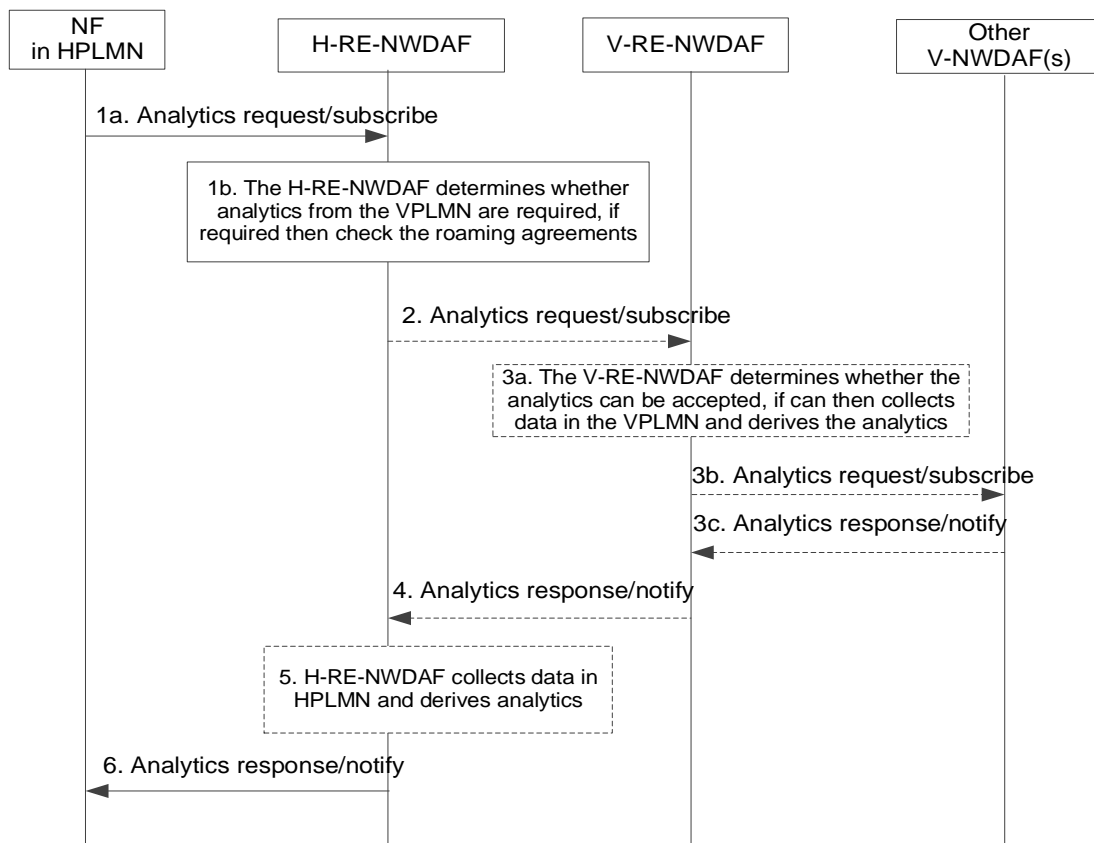 NF
in HPLMN
H-RE-NWDAF
V-RE-NWDAF
Other
V-NWDAF(s)
1a. Analytics request/subscribe
1b. The H-RE-NWDAF determines whether
analytics from the VPLMN are required, if
required then check the roaming agreements
2. Analytics request/subscribe
3a. The V-RE-NWDAF determines whether the
analytics can be accepted, if can then collects
data in the VPLMN and derives the analytics
3b. Analytics request/subscribe
3c. Analytics response/notify
4. Analytics response/notify
5. H-RE-NWDAF collects data in
HPLMN and derives analytics
6. Analytics response/notify